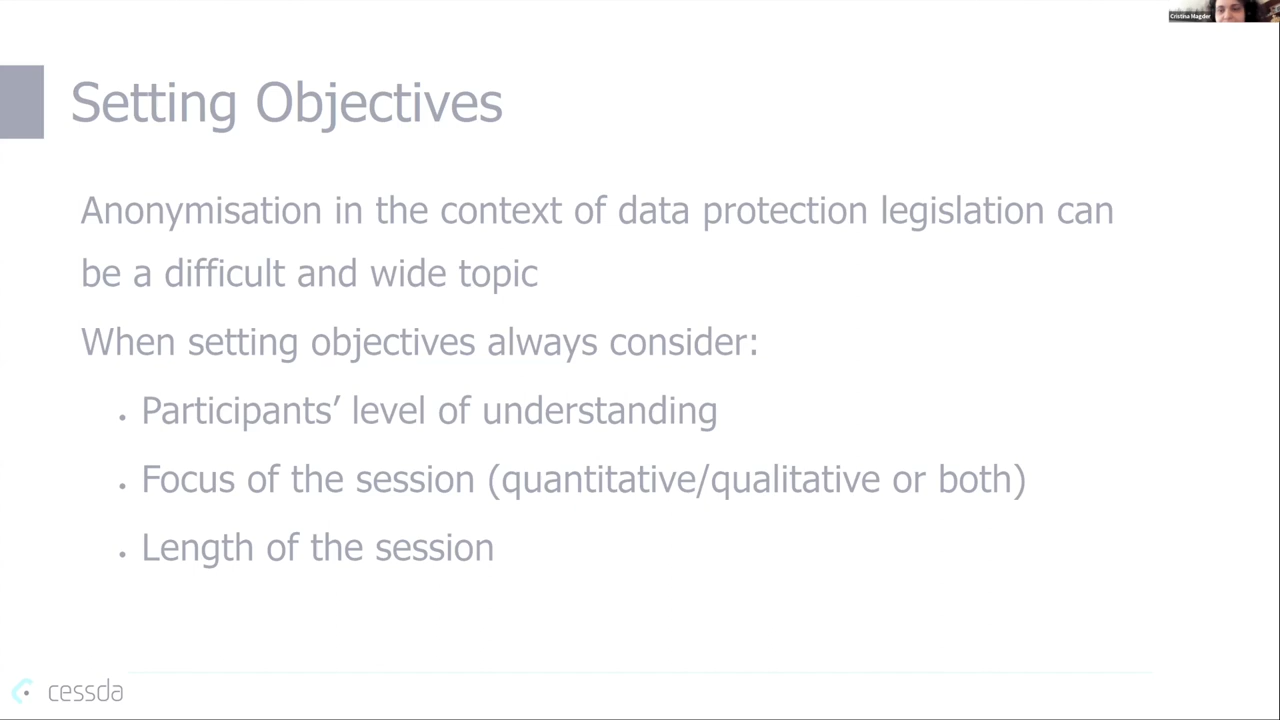 Cristina Magder
Setting Objectives
Anonymisation in the context of data protection legislation can
be a difficult and wide topic
When setting objectives always consider:
• Participants’ level of understanding
• Focus of the session (quantitative/qualitative or both)
• Length of the session
cessda